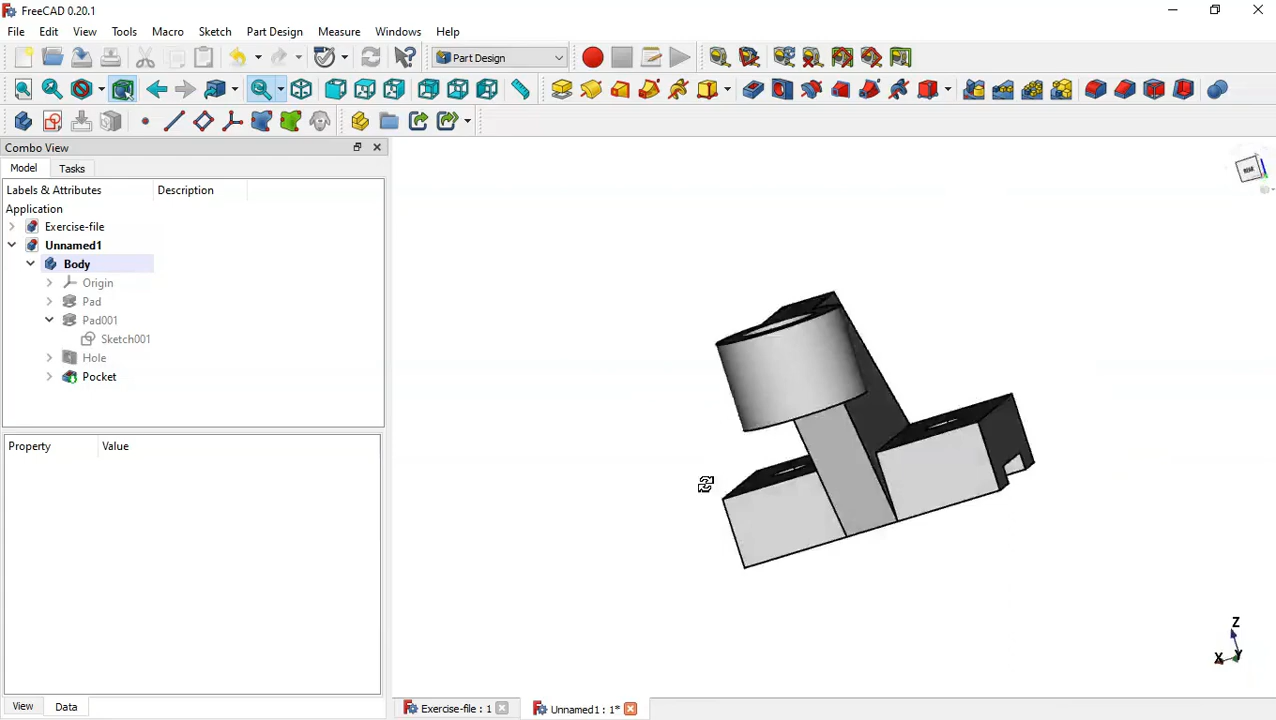 FreeCAD 0.20.1
File Edit View Tools Macro Sketch Part Design Measure Windows Help
Part Design
Combo View
Model Tasks
Labels & Attributes Description
Application
Exercise-file
Unnamed1
Body
Origin
Pad
Pad001
Sketch001
Hole
Pocket
Property Value
REAR
Z
X Y
View Data
Exercise-file : 1
Unnamed1 : 1*